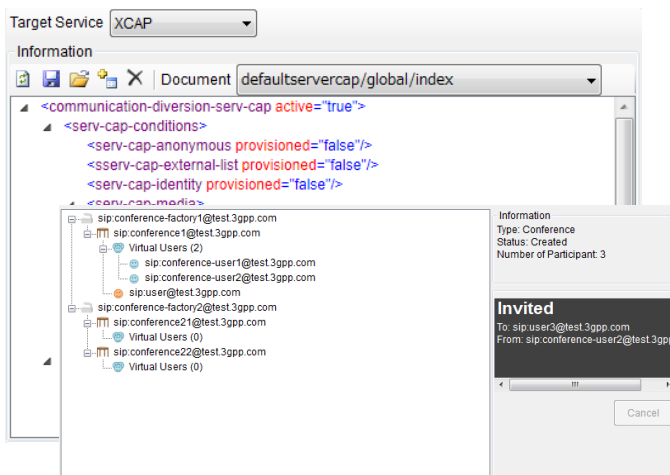 Target Service XCAP
Information
Document defaultservercap/global/index
<communication-diversion-serv-cap active="true">
<serv-cap-conditions>
<serv-cap-anonymous provisioned="false"/>
<sserv-cap-external-list provisioned="false"/>
<serv-cap-identity provisioned="false"/>
<serv-cap-media>
sip:conference-factory1@test.3gpp.com
sip:conference1@test.3gpp.com
Virtual Users (2)
sip:conference-user1@test.3gpp.com
sip:conference-user2@test.3gpp.com
sip:user@test.3gpp.com
sip:conference-factory2@test.3gpp.com
sip:conference21@test.3gpp.com
Virtual Users (0)
sip:conference22@test.3gpp.com
Virtual Users (0)
Information
Type: Conference
Status: Created
Number of Participant: 3
Invited
To: sip:user3@test.3gpp.com
From: sip:conference-user2@test.3gpp
Cancel